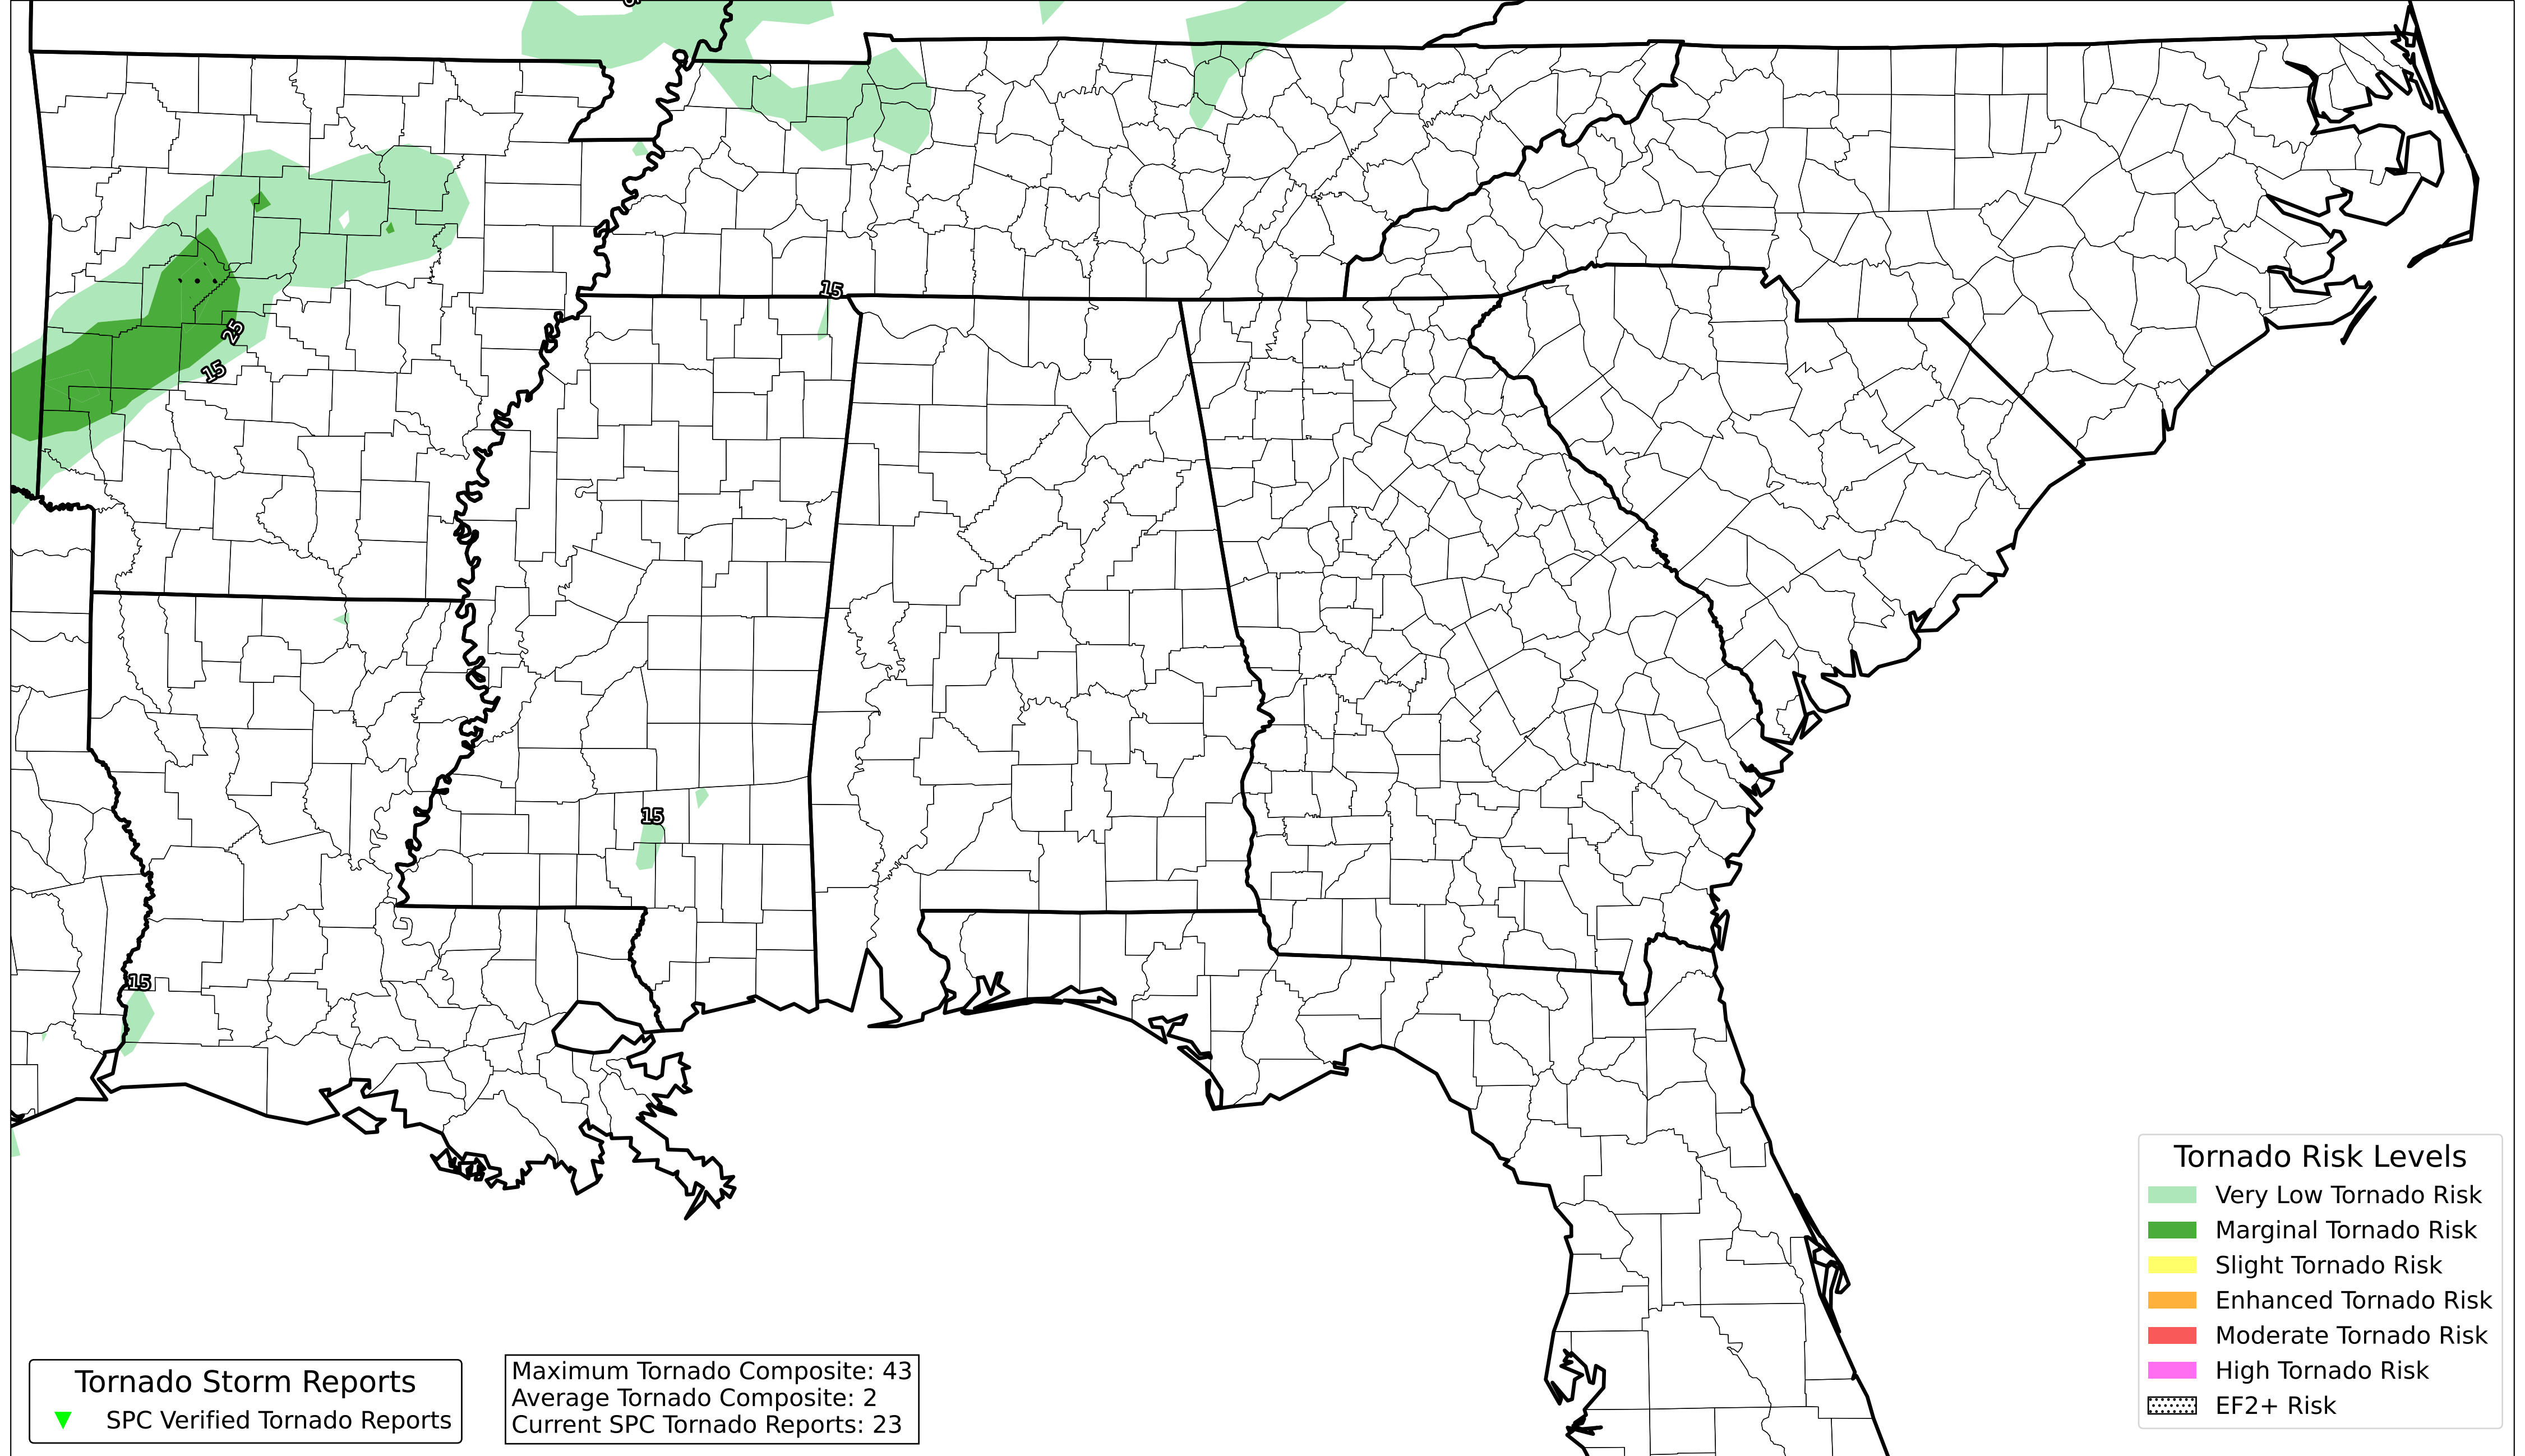 15
25
15
15
15
Tornado Risk Levels
Very Low Tornado Risk
Marginal Tornado Risk
Slight Tornado Risk
Enhanced Tornado Risk
Moderate Tornado Risk
High Tornado Risk
EF2+ Risk
Tornado Storm Reports
SPC Verified Tornado Reports
Maximum Tornado Composite: 43
Average Tornado Composite: 2
Current SPC Tornado Reports: 23